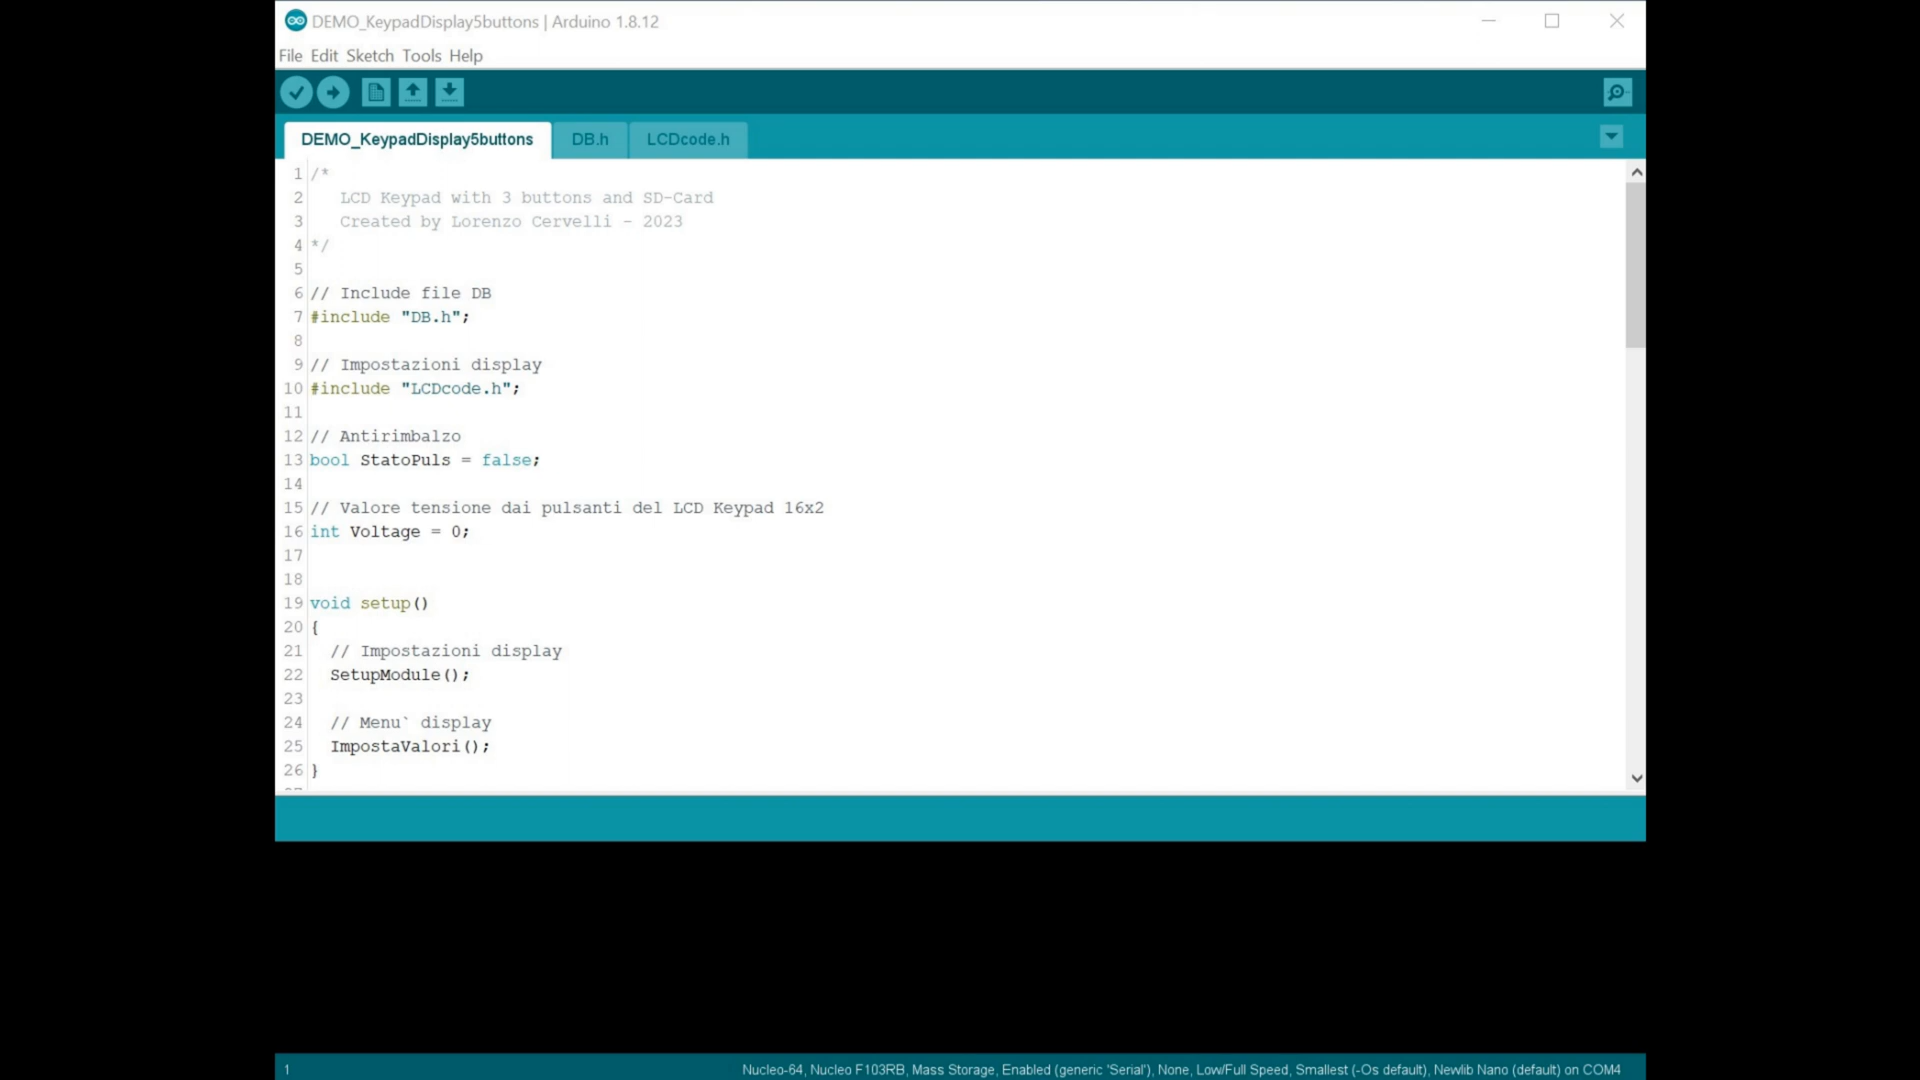 DEMO_KeypadDisplay5buttons | Arduino 1.8.12
File Edit Sketch Tools Help
DEMO_KeypadDisplay5buttons DB.h LCDcode.h
1 /*
2 LCD Keypad with 3 buttons and SD-Card
3 Created by Lorenzo Cervelli - 2023
4 */
5
6 // Include file DB
7 #include "DB.h";
8
9 // Impostazioni display
10 #include "LCDcode.h";
11
12 // Antirimbalzo
13 bool StatoPuls = false;
14
15 // Valore tensione dai pulsanti del LCD Keypad 16x2
16 int Voltage = 0;
17
18
19 void setup()
20 {
21 // Impostazioni display
22 SetupModule();
23
24 // Menu` display
25 ImpostaValori();
26 }
1 Nucleo-64, Nucleo F103RB, Mass Storage, Enabled (generic 'Serial'), None, Low/Full Speed, Smallest (-Os default), Newlib Nano (default) on COM4